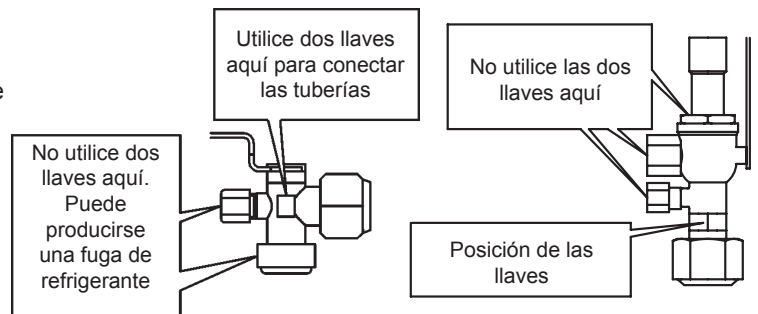 e
Utilice dos llaves
aquí para conectar
las tuberías
No utilice dos
llaves aquí.
Puede
producirse
una fuga de
refrigerante
No utilice las dos
llaves aquí
Posición de las
llaves